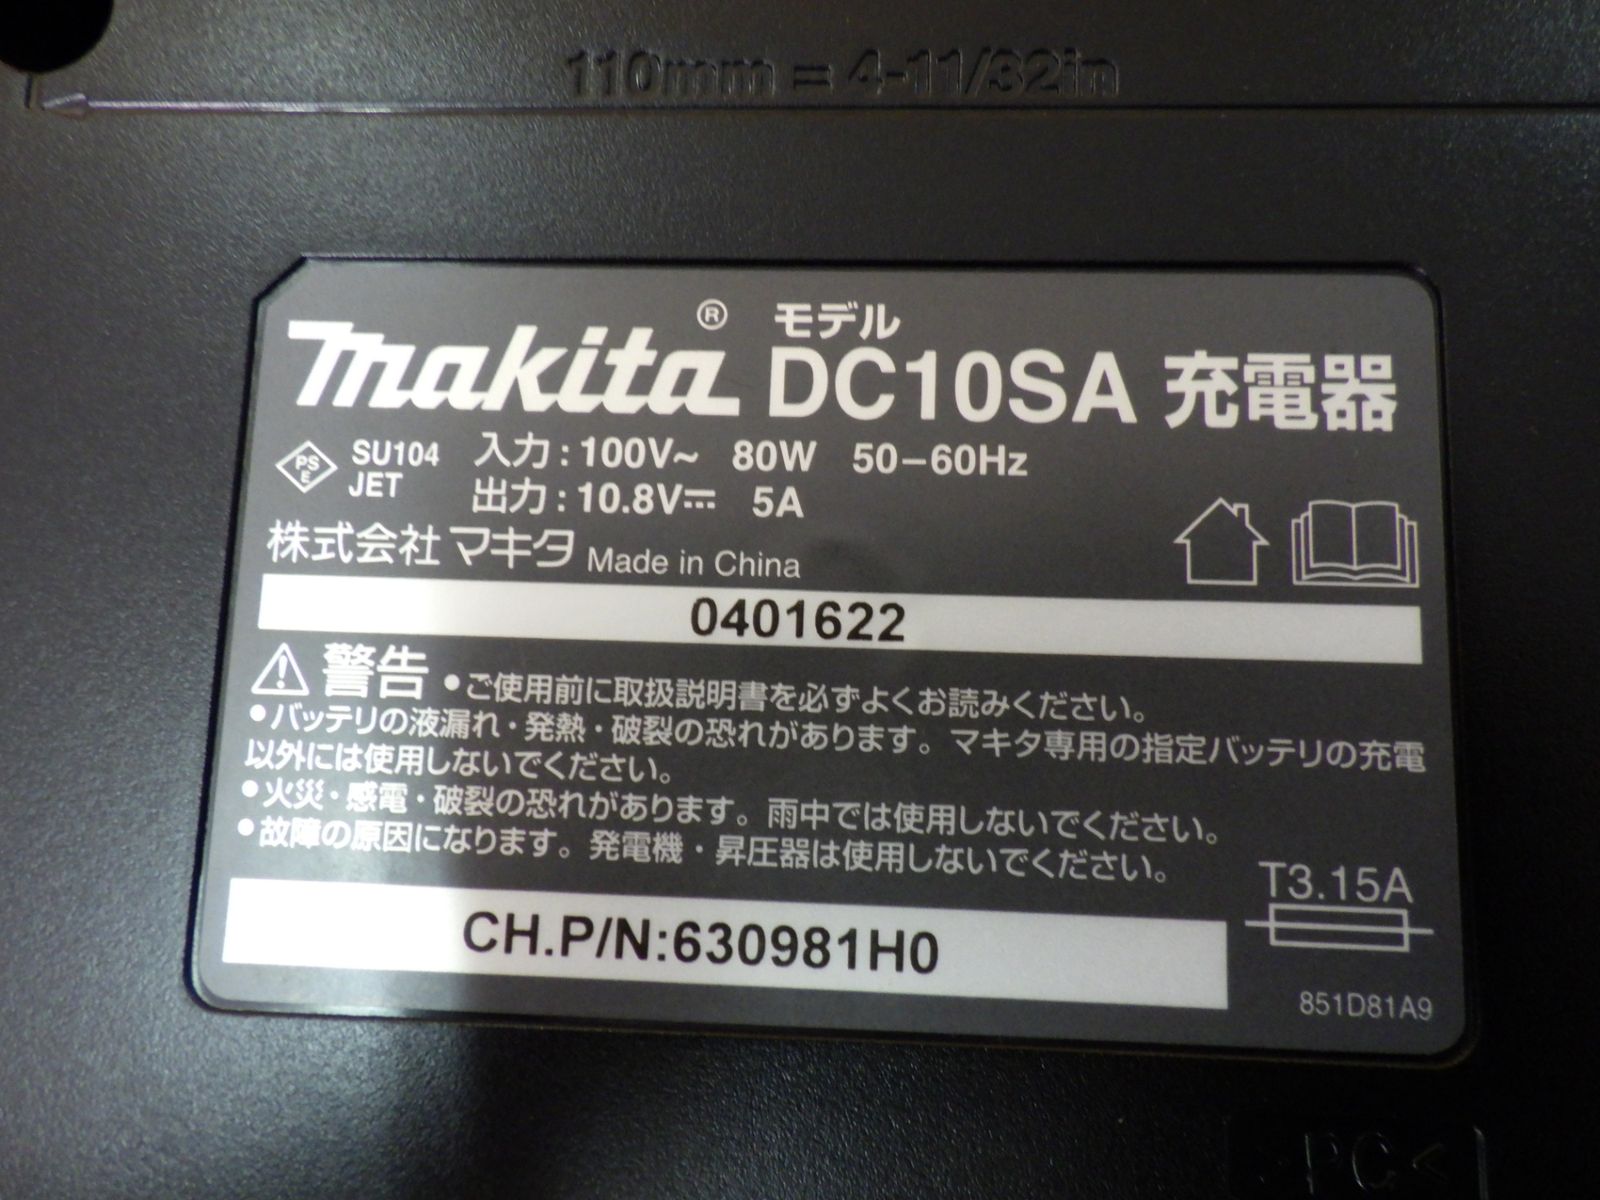 110mm = 4-11/32in
makita® モデル DC10SA 充電器
PSE SU104 JET
入力 : 100V~ 80W 50-60Hz
出力 : 10.8V⎓ 5A
株式会社 マキタ Made in China
0401622
⚠ 警告 •ご使用前に取扱説明書を必ずよくお読みください。
•バッテリの液漏れ・発熱・破裂の恐れがあります。マキタ専用の指定バッテリの充電
以外には使用しないでください。
•火災・感電・破裂の恐れがあります。雨中では使用しないでください。
•故障の原因になります。発電機・昇圧器は使用しないでください。
T3.15A
CH.P/N:630981H0
851D81A9
>PC<